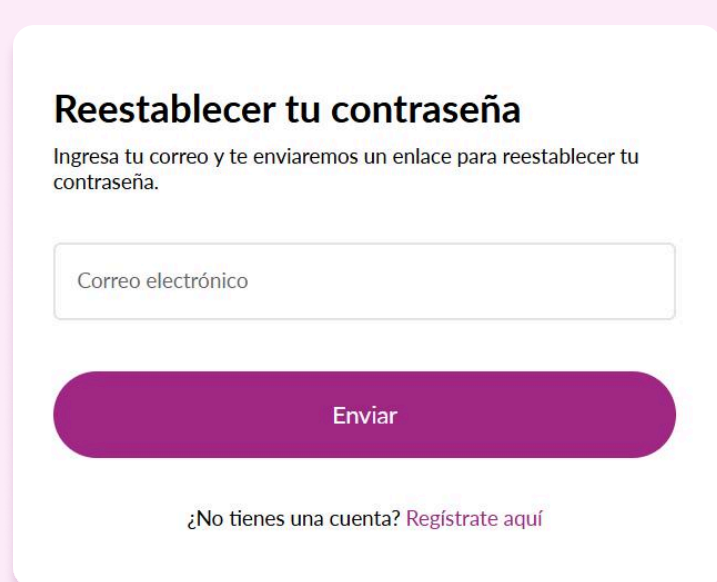 Reestablecer tu contraseña
Ingresa tu correo y te enviaremos un enlace para reestablecer tu
contraseña.
Correo electrónico
Enviar
¿No tienes una cuenta? Regístrate aquí